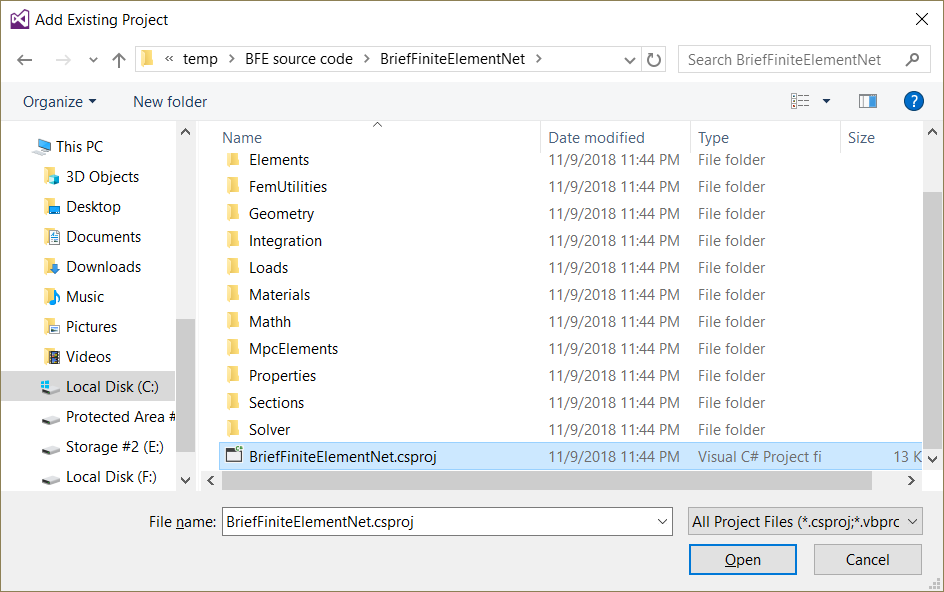 Add Existing Project
« temp > BFE source code > BriefFiniteElementNet >
Search BriefFiniteElementNet
Organize New folder
?
Name Date modified Type Size
This PC
3D Objects
Desktop
Documents
Downloads
Music
Pictures
Videos
Local Disk (C:)
Protected Area #
Storage #2 (E:)
Local Disk (F:)
Elements 11/9/2018 11:44 PM File folder
FemUtilities 11/9/2018 11:44 PM File folder
Geometry 11/9/2018 11:44 PM File folder
Integration 11/9/2018 11:44 PM File folder
Loads 11/9/2018 11:44 PM File folder
Materials 11/9/2018 11:44 PM File folder
Mathh 11/9/2018 11:44 PM File folder
MpcElements 11/9/2018 11:44 PM File folder
Properties 11/9/2018 11:44 PM File folder
Sections 11/9/2018 11:44 PM File folder
Solver 11/9/2018 11:44 PM File folder
BriefFiniteElementNet.csproj 11/9/2018 11:44 PM Visual C# Project fi 13 K
File name: BriefFiniteElementNet.csproj All Project Files (*.csproj;*.vbprc
Open Cancel